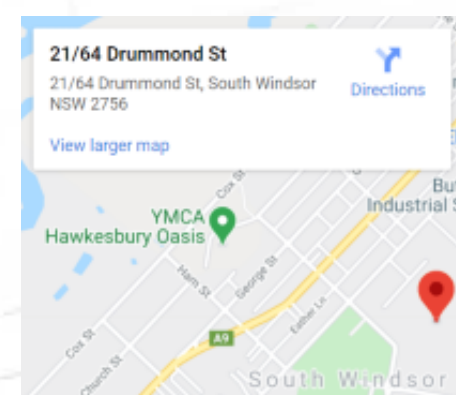 21/64 Drummond St
21/64 Drummond St, South Windsor
NSW 2756
Directions
View larger map
Cox St
YMCA
Hawkesbury Oasis
Industrial
Ham St
George St
Esther Ln
A9
Cox St
Church St
South Windsor